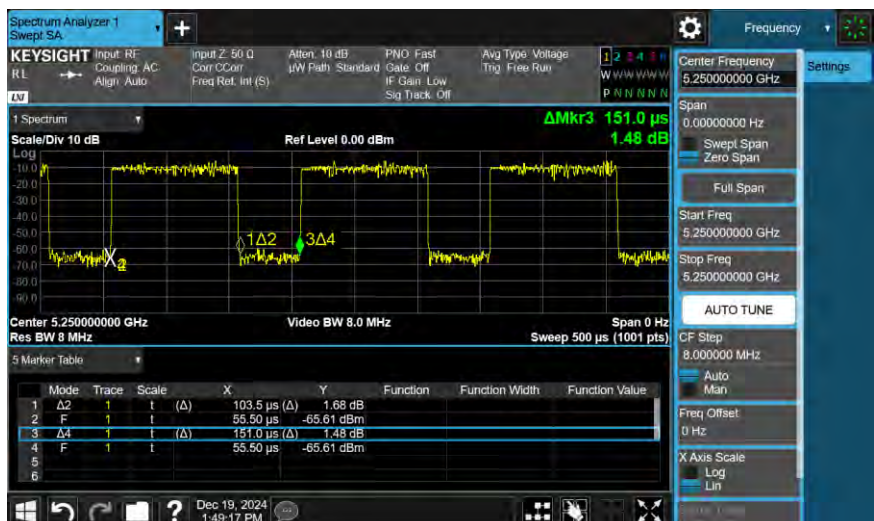 Spectrum Analyzer 1
Swept SA
+
Frequency
KEYSIGHT
RL
LXI
Input: RF
Coupling: AC
Align: Auto
Input Z: 50 Ω
Corr CCorr
Freq Ref: Int (S)
Atten: 10 dB
µW Path: Standard
PNO: Fast
Gate: Off
IF Gain: Low
Sig Track: Off
Avg Type: Voltage
Trig: Free Run
1 2 3 4 5 6
W W W W W W
P N N N N N
1 Spectrum
ΔMkr3 151.0 µs
1.48 dB
Scale/Div 10 dB
Ref Level 0.00 dBm
Log
-10.0
-20.0
-30.0
-40.0
-50.0
-60.0
-70.0
-80.0
-90.0
1Δ2
3Δ4
X
Center 5.250000000 GHz
Video BW 8.0 MHz
Span 0 Hz
Res BW 8 MHz
Sweep 500 µs (1001 pts)
5 Marker Table
Mode Trace Scale X Y Function Function Width Function Value
1 Δ2 1 t (Δ) 103.5 µs (Δ) 1.68 dB
2 F 1 t 55.50 µs -65.61 dBm
3 Δ4 1 t (Δ) 151.0 µs (Δ) 1.48 dB
4 F 1 t 55.50 µs -65.61 dBm
5
6
Center Frequency
5.250000000 GHz
Settings
Span
0.00000000 Hz
Swept Span
Zero Span
Full Span
Start Freq
5.250000000 GHz
Stop Freq
5.250000000 GHz
AUTO TUNE
CF Step
8.000000 MHz
Auto
Man
Freq Offset
0 Hz
X Axis Scale
Log
Lin
?
Dec 19, 2024
1:49:17 PM